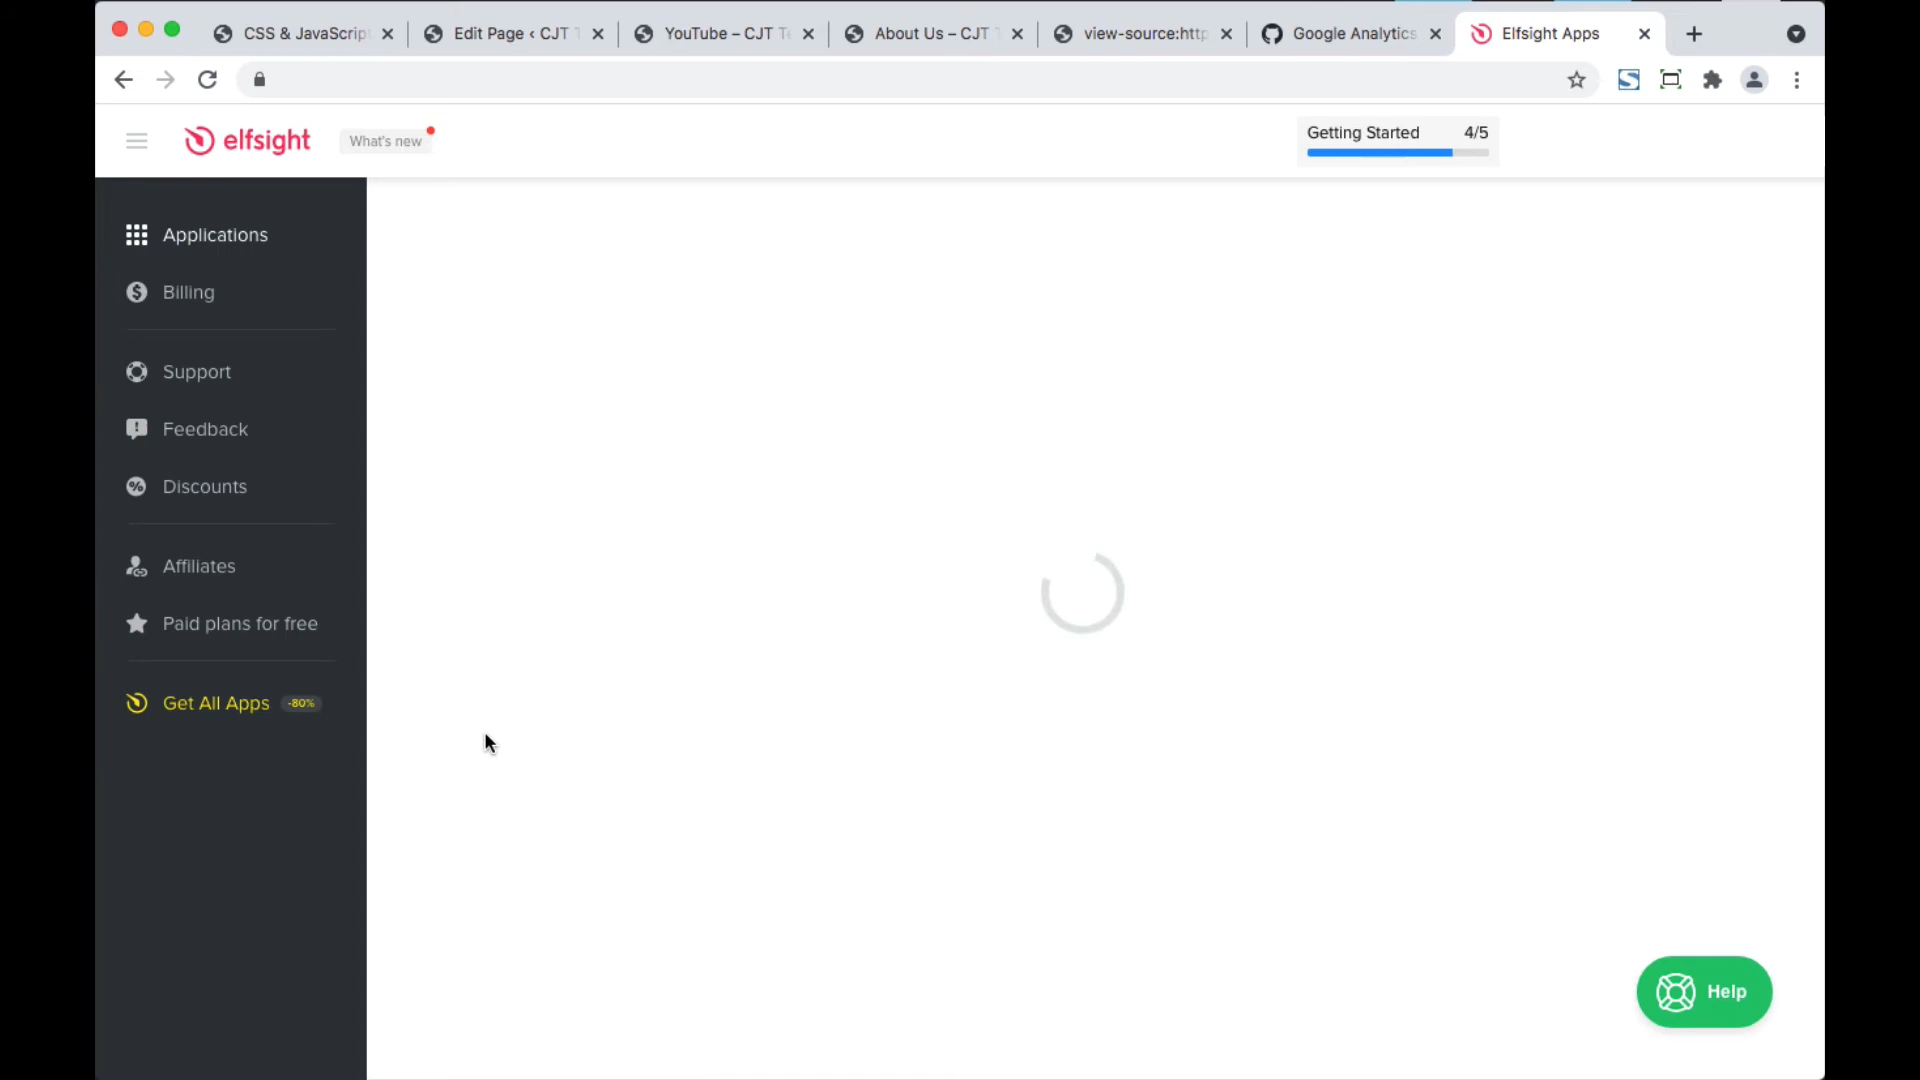 CSS & JavaScrip
Edit Page ‹ CJT T
YouTube – CJT Te
About Us – CJT T
view-source:http
Google Analytics
Elfsight Apps
elfsight
What's new
Getting Started 4/5
Applications
Billing
Support
Feedback
Discounts
Affiliates
Paid plans for free
Get All Apps -80%
Help